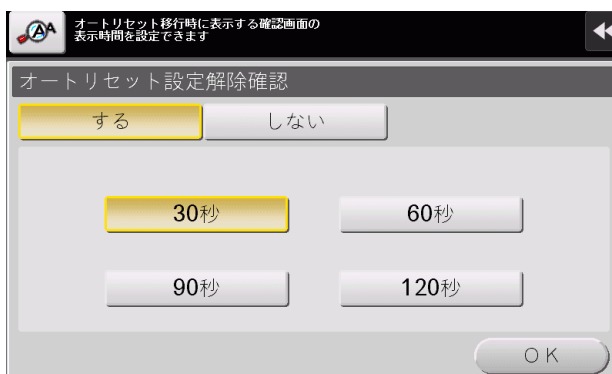 オートリセット移行時に表示する確認画面の
表示時間を設定できます
オートリセット設定解除確認
する しない
30秒 60秒
90秒 120秒
OK